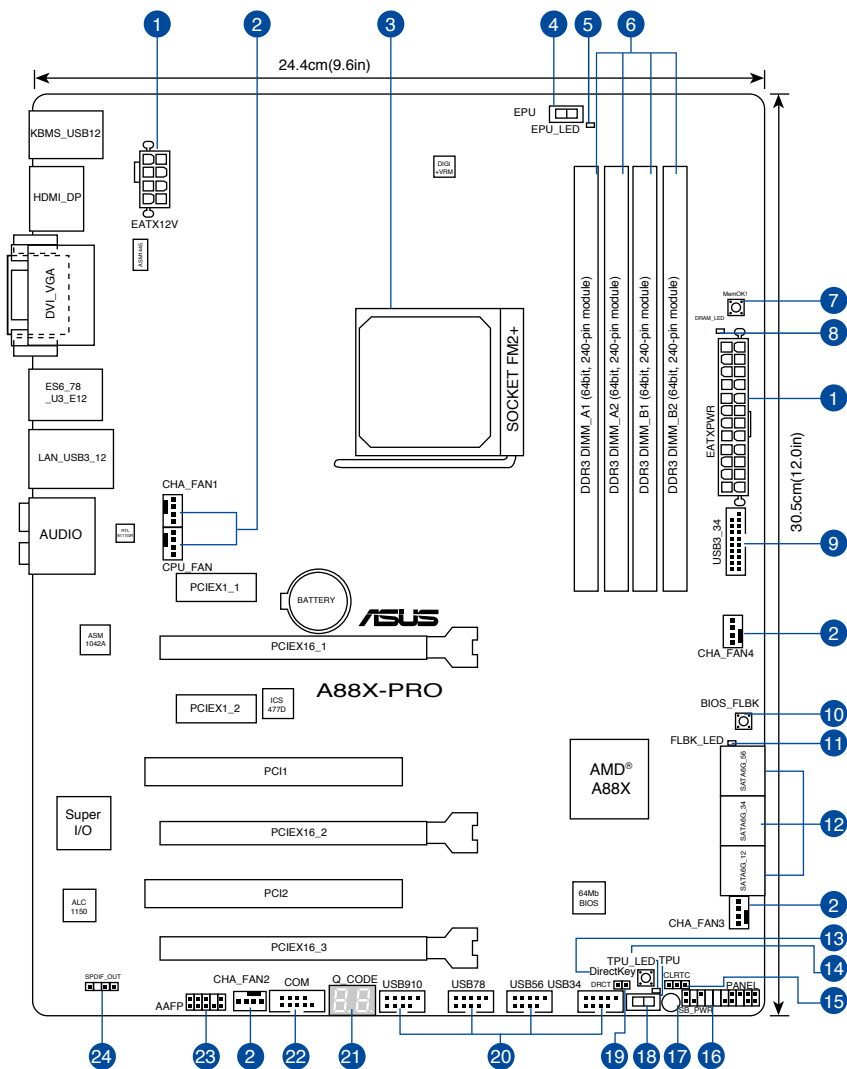 1
2
3
4
5
6
24.4cm(9.6in)
KBMS_USB12
EPU
EPU_LED
DIGI
+VRM
HDMI_DP
EATX12V
ASM1445
DVI_VGA
MemOK!
7
DRAM_LED
8
SOCKET FM2+
DDR3 DIMM_A1 (64bit, 240-pin module)
DDR3 DIMM_A2 (64bit, 240-pin module)
DDR3 DIMM_B1 (64bit, 240-pin module)
DDR3 DIMM_B2 (64bit, 240-pin module)
EATXPWR
1
30.5cm(12.0in)
ES6_78
_U3_E12
LAN_USB3_12
CHA_FAN1
2
AUDIO
RTL
8111GR
CPU_FAN
USB3_34
9
PCIEX1_1
BATTERY
ASUS
ASM
1042A
PCIEX16_1
2
CHA_FAN4
A88X-PRO
PCIEX1_2
ICS
477D
BIOS_FLBK
10
FLBK_LED
11
AMD®
A88X
SATA6G_56
PCI1
Super
I/O
PCIEX16_2
SATA6G_34
12
SATA6G_12
ALC
1150
PCI2
64Mb
BIOS
2
CHA_FAN3
PCIEX16_3
13
TPU_LED
TPU
14
DirectKey
SPDIF_OUT
CHA_FAN2
COM
Q_CODE
USB910
USB78
USB56
USB34
DRCT
CLRTC
PANEL
AAFP
SB_PWR
15
24
23
2
22
21
20
19
18
17
16